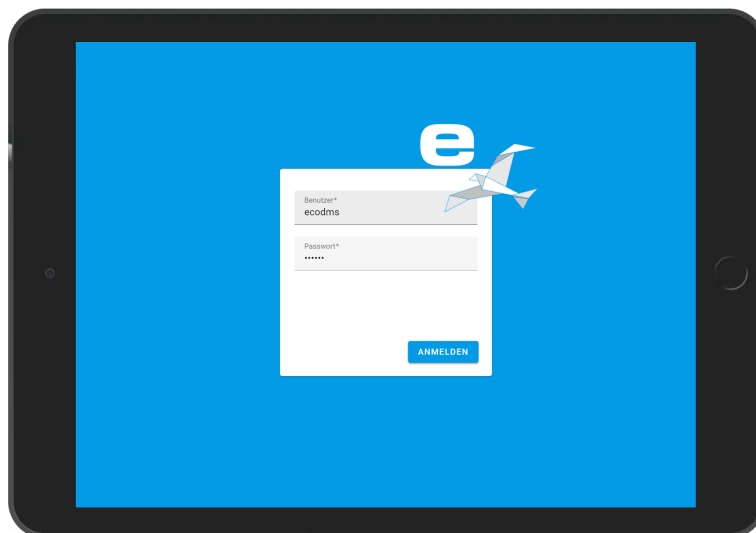 e
Benutzer*
ecodms
Passwort*
••••••
ANMELDEN